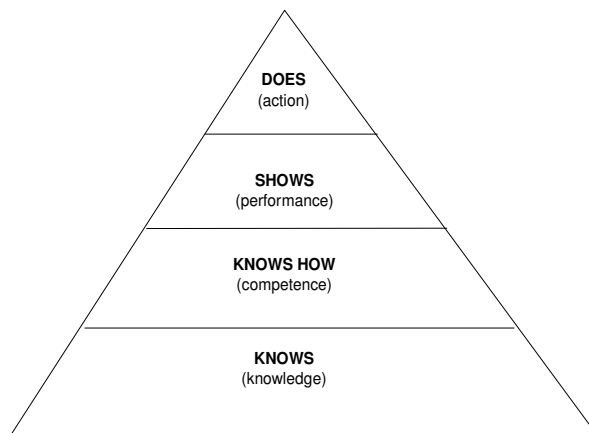 DOES
(action)
SHOWS
(performance)
KNOWS HOW
(competence)
KNOWS
(knowledge)